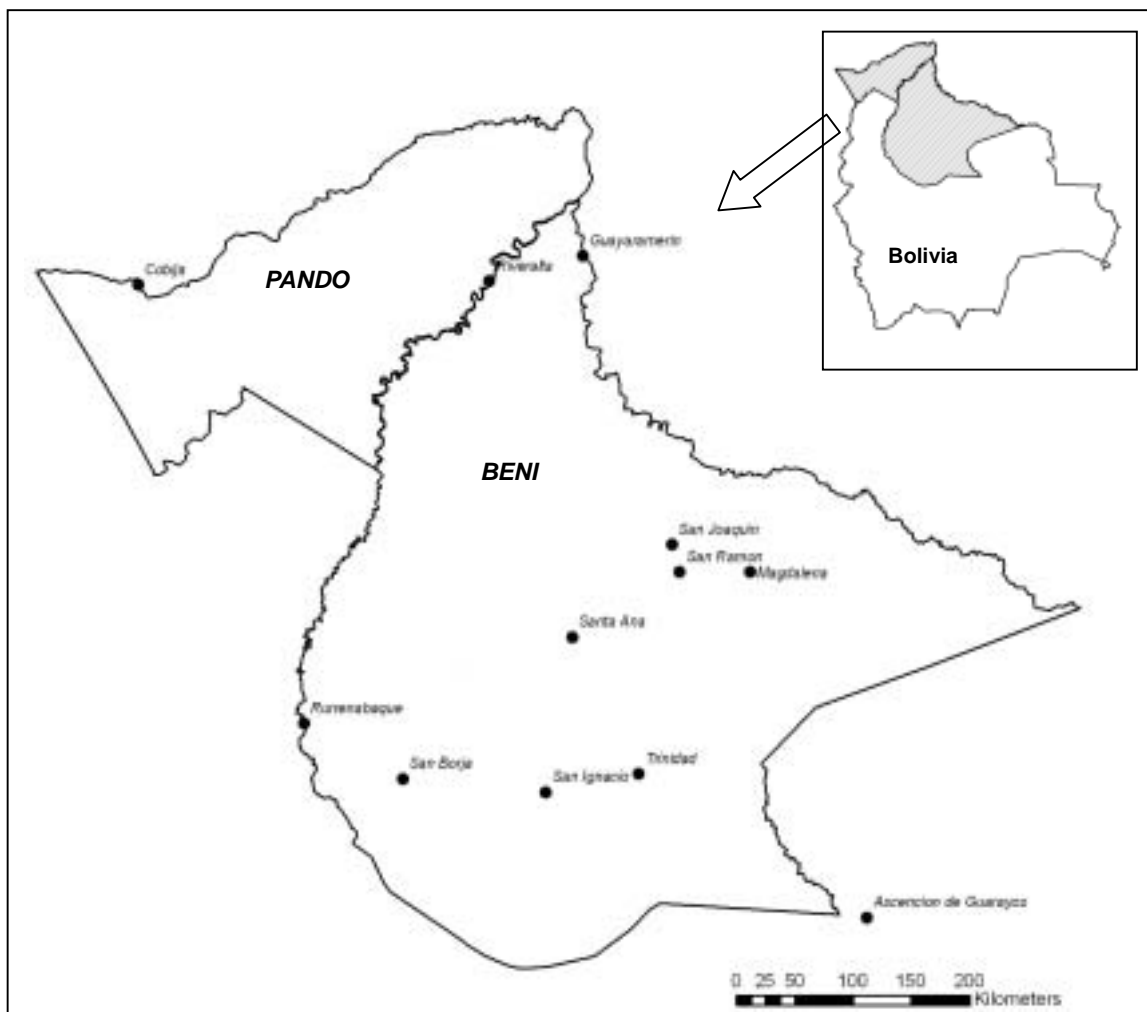 Bolivia
Guayaramerin
Cobija
PANDO
Riveralta
BENI
San Joaquin
San Ramon
Magdalena
Santa Ana
Rurrenabaque
San Borja
San Ignacio
Trinidad
Ascencion de Guarayos
0 25 50 100 150 200
Kilometers